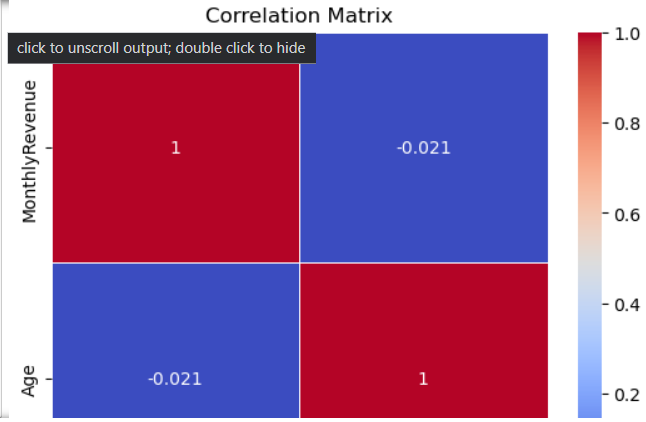 Correlation Matrix
click to unscroll output; double click to hide
MonthlyRevenue
1
-0.021
Age
-0.021
1
1.0
0.8
0.6
0.4
0.2